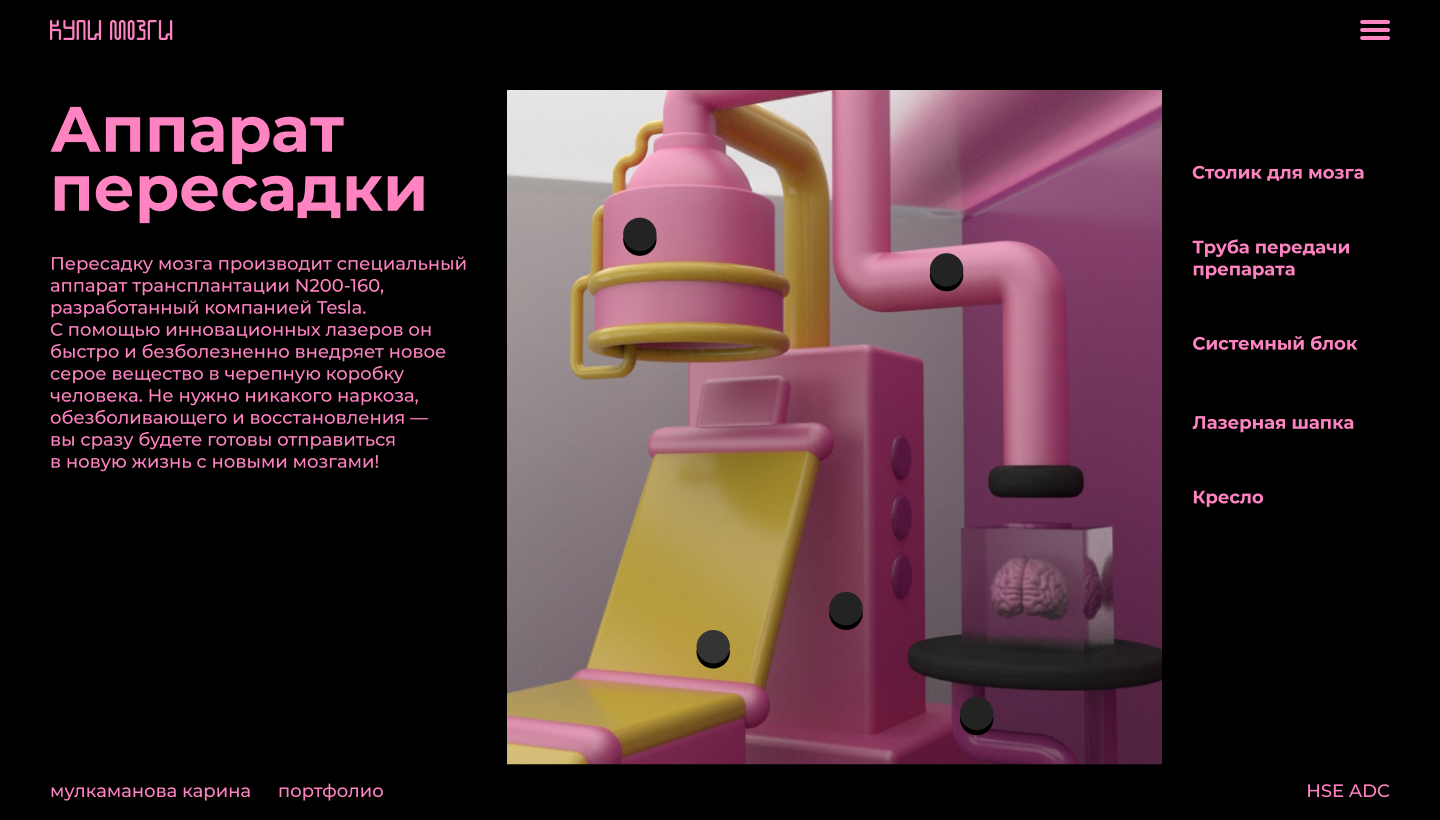 КУПИ МОЗГИ
Аппарат
пересадки
Пересадку мозга производит специальный
аппарат трансплантации N200-160,
разработанный компанией Tesla.
С помощью инновационных лазеров он
быстро и безболезненно внедряет новое
серое вещество в черепную коробку
человека. Не нужно никакого наркоза,
обезболивающего и восстановления —
вы сразу будете готовы отправиться
в новую жизнь с новыми мозгами!
Столик для мозга
Труба передачи
препарата
Системный блок
Лазерная шапка
Кресло
мулкаманова карина
портфолио
HSE ADC